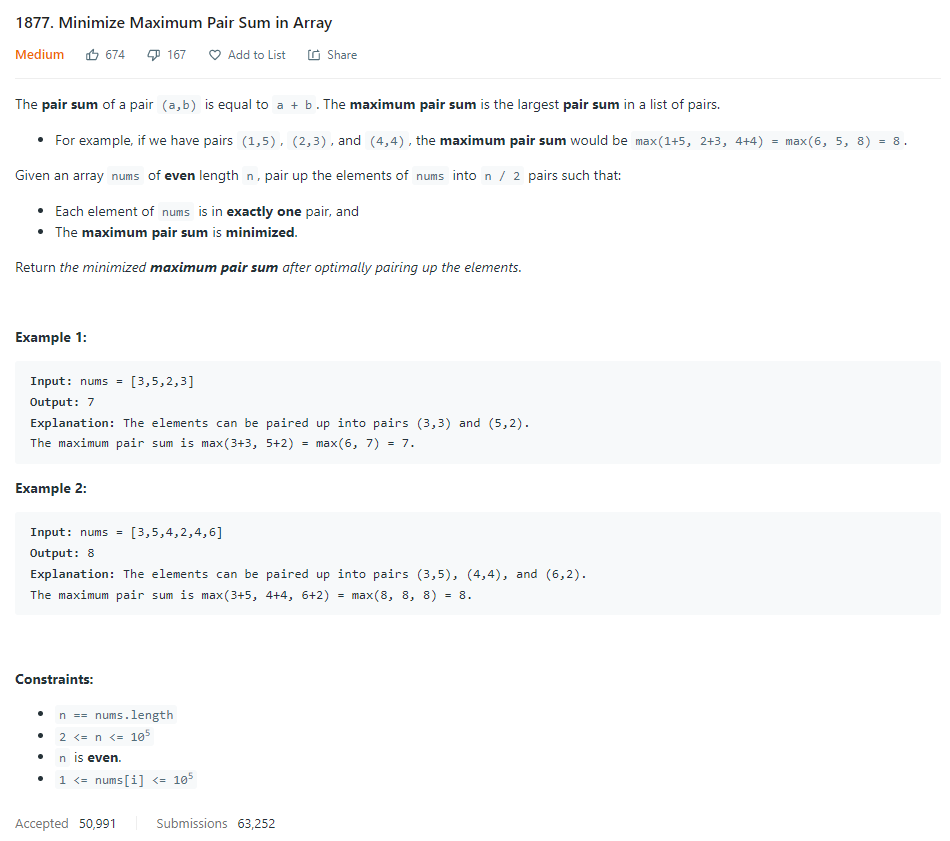 1877. Minimize Maximum Pair Sum in Array
Medium 674 167 Add to List Share
The pair sum of a pair (a,b) is equal to a + b. The maximum pair sum is the largest pair sum in a list of pairs.
• For example, if we have pairs (1,5), (2,3), and (4,4), the maximum pair sum would be max(1+5, 2+3, 4+4) = max(6, 5, 8) = 8.
Given an array nums of even length n, pair up the elements of nums into n / 2 pairs such that:
• Each element of nums is in exactly one pair, and
• The maximum pair sum is minimized.
Return the minimized maximum pair sum after optimally pairing up the elements.
Example 1:
Input: nums = [3,5,2,3]
Output: 7
Explanation: The elements can be paired up into pairs (3,3) and (5,2).
The maximum pair sum is max(3+3, 5+2) = max(6, 7) = 7.
Example 2:
Input: nums = [3,5,4,2,4,6]
Output: 8
Explanation: The elements can be paired up into pairs (3,5), (4,4), and (6,2).
The maximum pair sum is max(3+5, 4+4, 6+2) = max(8, 8, 8) = 8.
Constraints:
• n == nums.length
• 2 <= n <= 10⁵
• n is even.
• 1 <= nums[i] <= 10⁵
Accepted 50,991 Submissions 63,252